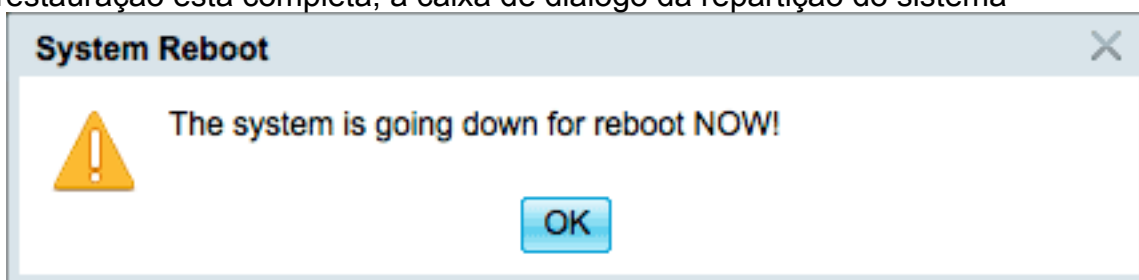 restauração está completa, a caixa de diálogo da repartição do sistema
System Reboot
The system is going down for reboot NOW!
OK